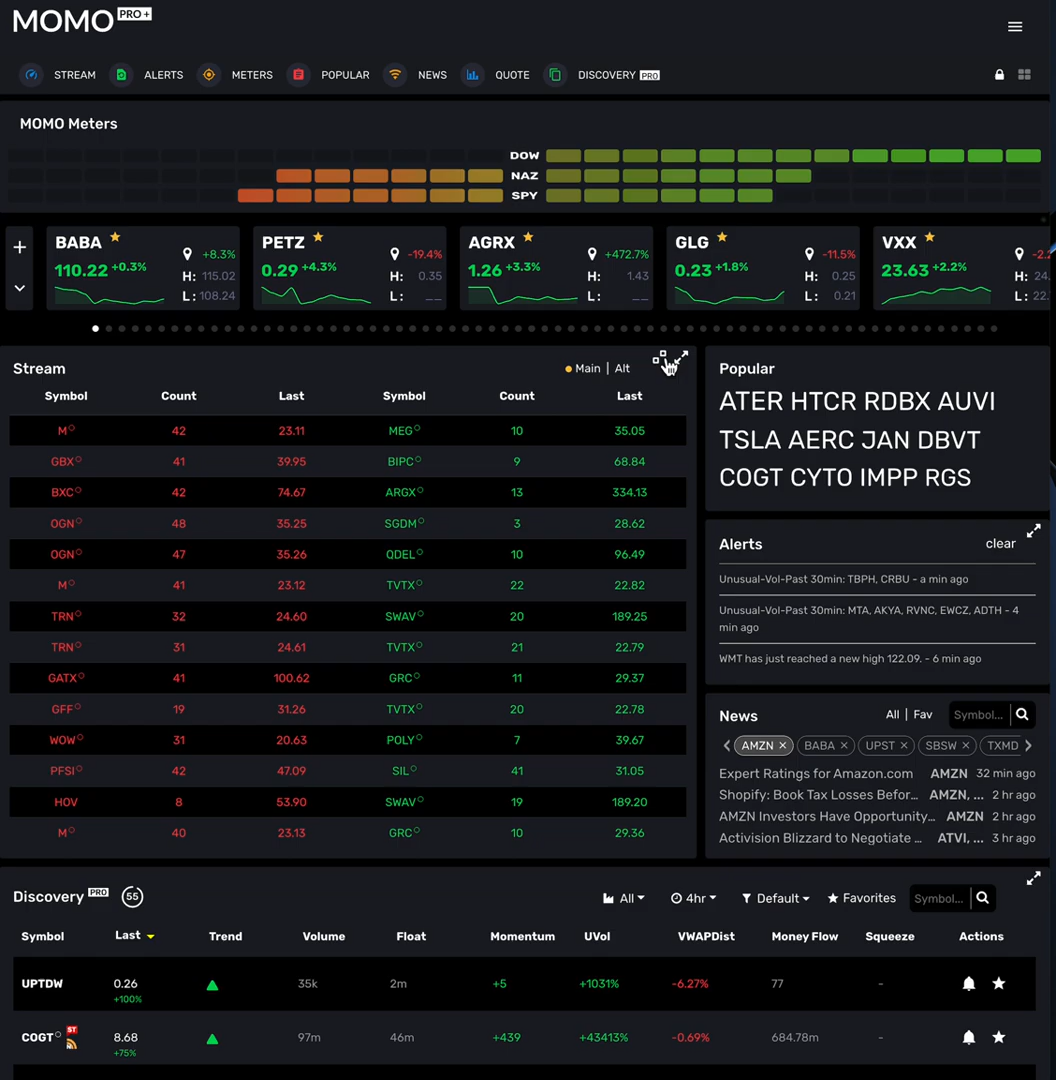 MOMO PRO +
STREAM ALERTS METERS POPULAR NEWS QUOTE DISCOVERY PRO
MOMO Meters
DOW
NAZ
SPY
BABA PETZ AGRX GLG VXX
+8.3% -19.4% +472.7% -11.5%
110.22 +0.3% 0.29 +4.3% 1.26 +3.3% 0.23 +1.8% 23.63 +2.2%
H: 115.02 H: 0.35 H: 1.43 H: 0.25 H:
L: 108.24 L: __ L: __ L: 0.21 L:
Stream Main | Alt
Symbol Count Last Symbol Count Last
M 42 23.11 MEG 10 35.05
GBX 41 39.95 BIPC 9 68.84
BXC 42 74.67 ARGX 13 334.13
OGN 48 35.25 SGDM 3 28.62
OGN 47 35.26 QDEL 10 96.49
M 41 23.12 TVTX 22 22.82
TRN 32 24.60 SWAV 20 189.25
TRN 31 24.61 TVTX 21 22.79
GATX 41 100.62 GRC 11 29.37
GFF 19 31.26 TVTX 20 22.78
WOW 31 20.63 POLY 7 39.67
PFSI 42 47.09 SIL 41 31.05
HOV 8 53.90 SWAV 19 189.20
M 40 23.13 GRC 10 29.36
Popular
ATER HTCR RDBX AUVI
TSLA AERC JAN DBVT
COGT CYTO IMPP RGS
Alerts clear
Unusual-Vol-Past 30min: TBPH, CRBU - a min ago
Unusual-Vol-Past 30min: MTA, AKYA, RVNC, EWCZ, ADTH - 4
min ago
WMT has just reached a new high 122.09. - 6 min ago
News All | Fav Symbol...
AMZN × BABA × UPST × SBSW × TXMD
Expert Ratings for Amazon.com AMZN 32 min ago
Shopify: Book Tax Losses Befor... AMZN, ... 2 hr ago
AMZN Investors Have Opportunity... AMZN 2 hr ago
Activision Blizzard to Negotiate ... ATVI, ... 3 hr ago
Discovery PRO 55 All 4hr Default Favorites Symbol...
Symbol Last Trend Volume Float Momentum UVol VWAPDist Money Flow Squeeze Actions
UPTDW 0.26 35k 2m +5 +1031% -6.27% 77 -
+100%
COGT ST 8.68 97m 46m +439 +43413% -0.69% 684.78m -
+75%